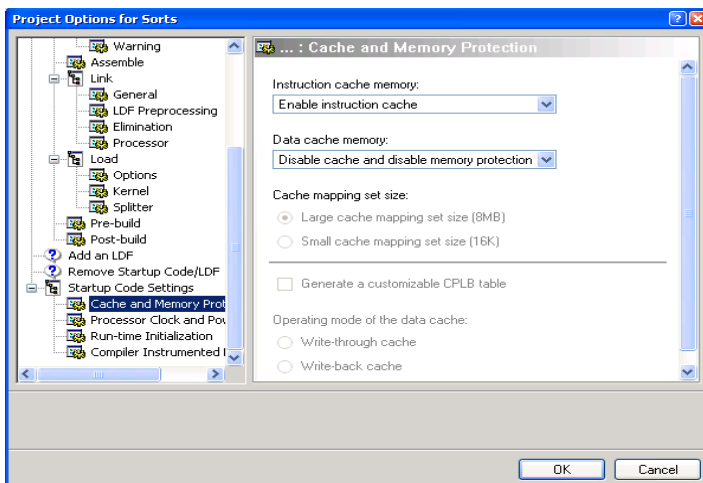 Project Options for Sorts
Warning
Assemble
Link
General
LDF Preprocessing
Elimination
Processor
Load
Options
Kernel
Splitter
Pre-build
Post-build
Add an LDF
Remove Startup Code/LDF
Startup Code Settings
Cache and Memory Prot
Processor Clock and Pow
Run-time Initialization
Compiler Instrumented
... : Cache and Memory Protection
Instruction cache memory:
Enable instruction cache
Data cache memory:
Disable cache and disable memory protection
Cache mapping set size:
Large cache mapping set size (8MB)
Small cache mapping set size (16K)
Generate a customizable CPLB table
Operating mode of the data cache:
Write-through cache
Write-back cache
OK Cancel